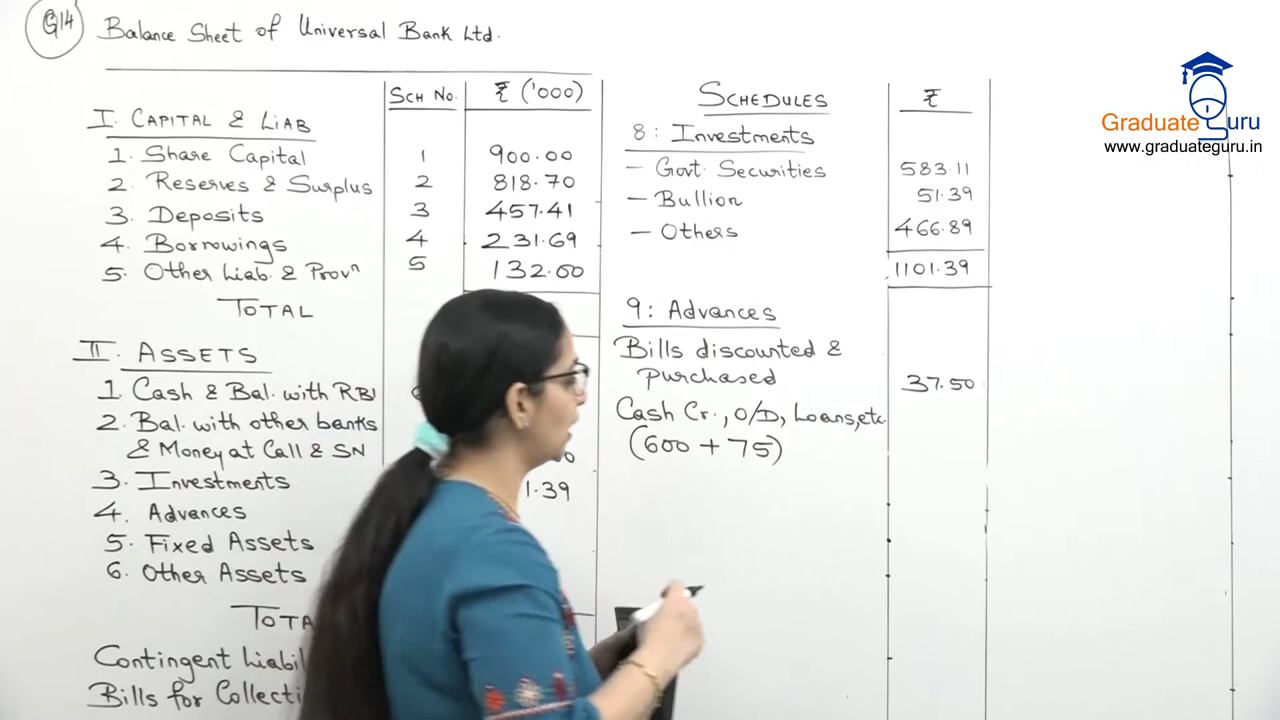 Q14 Balance Sheet of Universal Bank Ltd.
SCH NO. ₹ ('000)
I. CAPITAL & LIAB
1. Share Capital 1 900.00
2. Reserves & Surplus 2 818.70
3. Deposits 3 457.41
4. Borrowings 4 231.69
5. Other Liab. & Provⁿ 5 132.60
TOTAL
II. ASSETS
1. Cash & Bal. with RBI
2. Bal. with other banks
& Money at Call & SN
3. Investments 1.39
4. Advances
5. Fixed Assets
6. Other Assets
TOTA
Contingent Liabil
Bills for Collecti
SCHEDULES ₹
8: Investments
- Govt. Securities 583.11
- Bullion 51.39
- Others 466.89
1101.39
9: Advances
Bills discounted &
purchased 37.50
Cash Cr., O/D, Loans, etc.
(600 + 75)
Graduate Guru
www.graduateguru.in